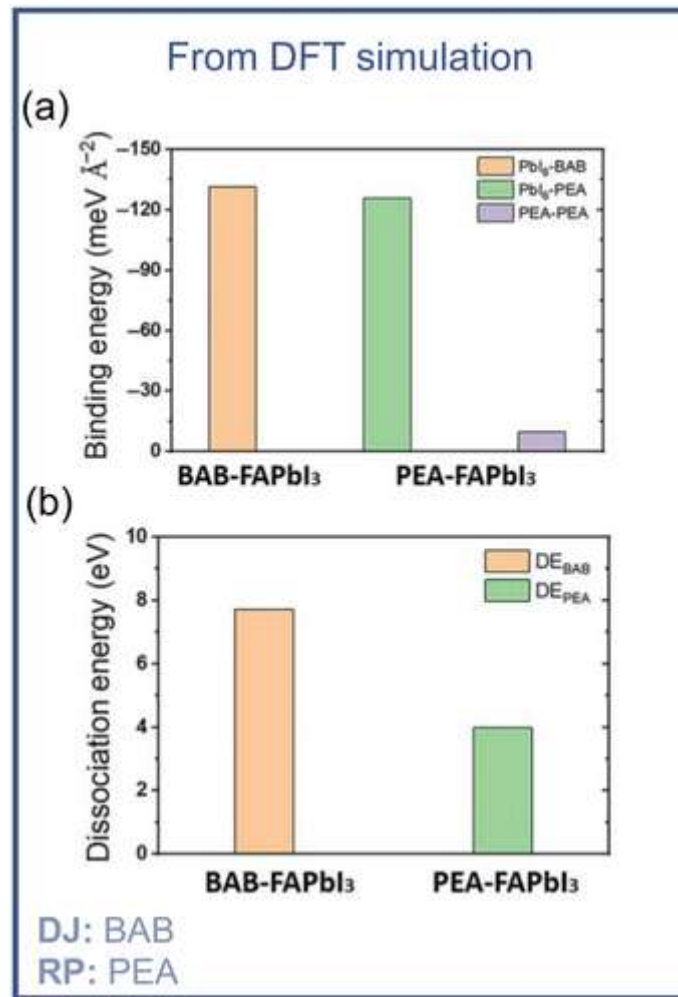 From DFT simulation
(a)
Binding energy (meV Å⁻²)
−150
−120
−90
−60
−30
0
PbI₆-BAB
PbI₆-PEA
PEA-PEA
BAB-FAPbI₃ PEA-FAPbI₃
(b)
Dissociation energy (eV)
10
8
6
4
2
0
DE_BAB
DE_PEA
BAB-FAPbI₃ PEA-FAPbI₃
DJ: BAB
RP: PEA